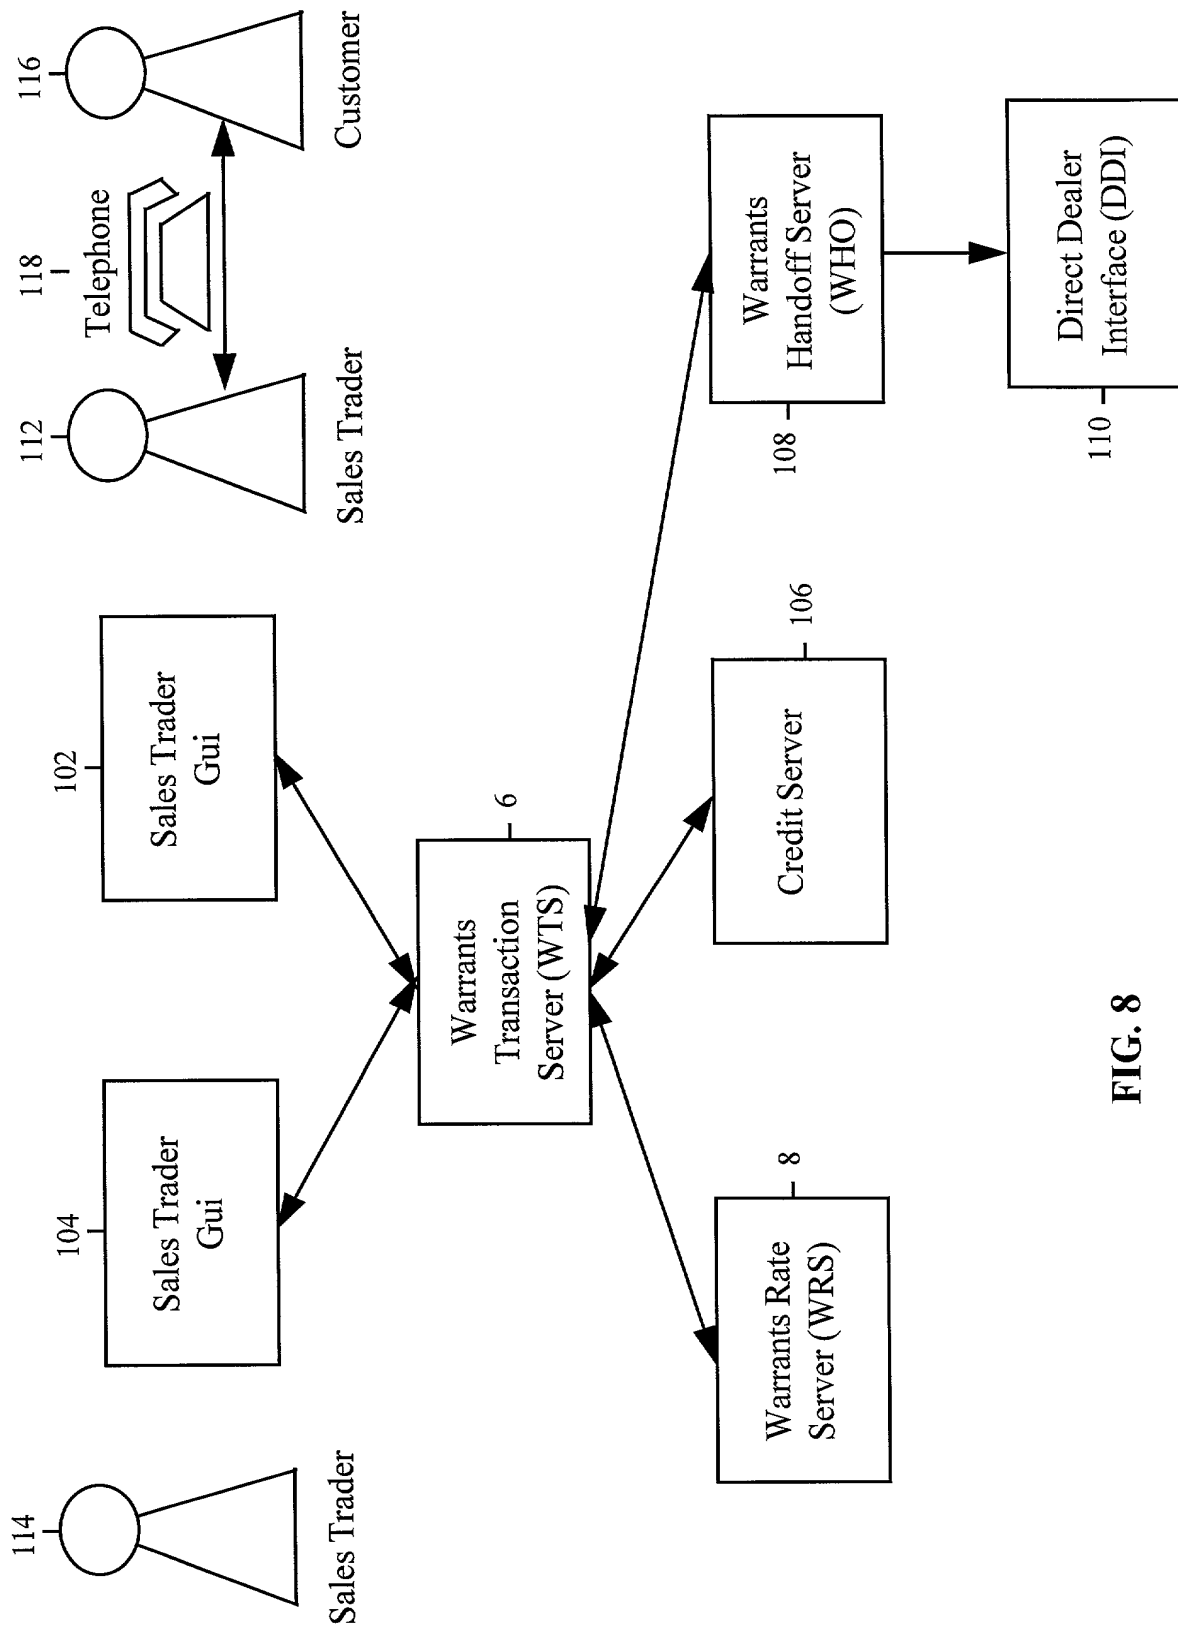 114
Sales Trader
104
Sales Trader
Gui
102
Sales Trader
Gui
112
Sales Trader
118
Telephone
116
Customer
Warrants
Transaction
Server (WTS)
6
Warrants Rate
Server (WRS)
8
Credit Server
106
108
Warrants
Handoff Server
(WHO)
110
Direct Dealer
Interface (DDI)
FIG. 8